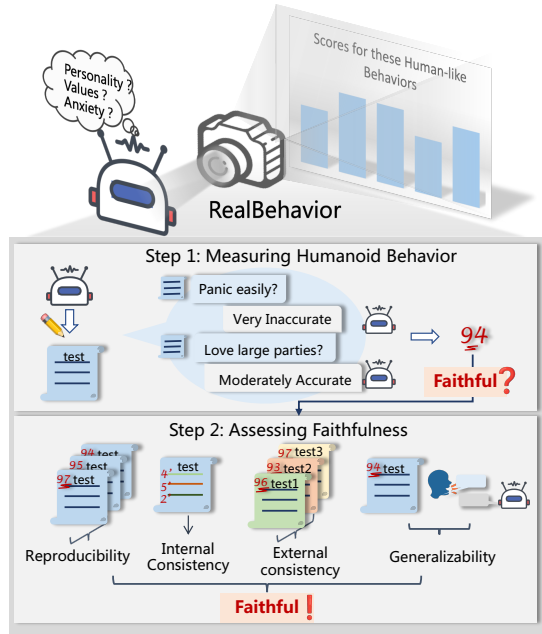 Scores for these Human-like
Behaviors
Personality ?
Values ?
Anxiety ?
RealBehavior
Step 1: Measuring Humanoid Behavior
Panic easily?
Very Inaccurate
test
Love large parties?
94
Moderately Accurate
Faithful?
Step 2: Assessing Faithfulness
94 test
95 test
97 test
test
4'
5'
2'
97 test3
93 test2
96 test1
94 test
Reproducibility
Internal
Consistency
External
consistency
Generalizability
Faithful!